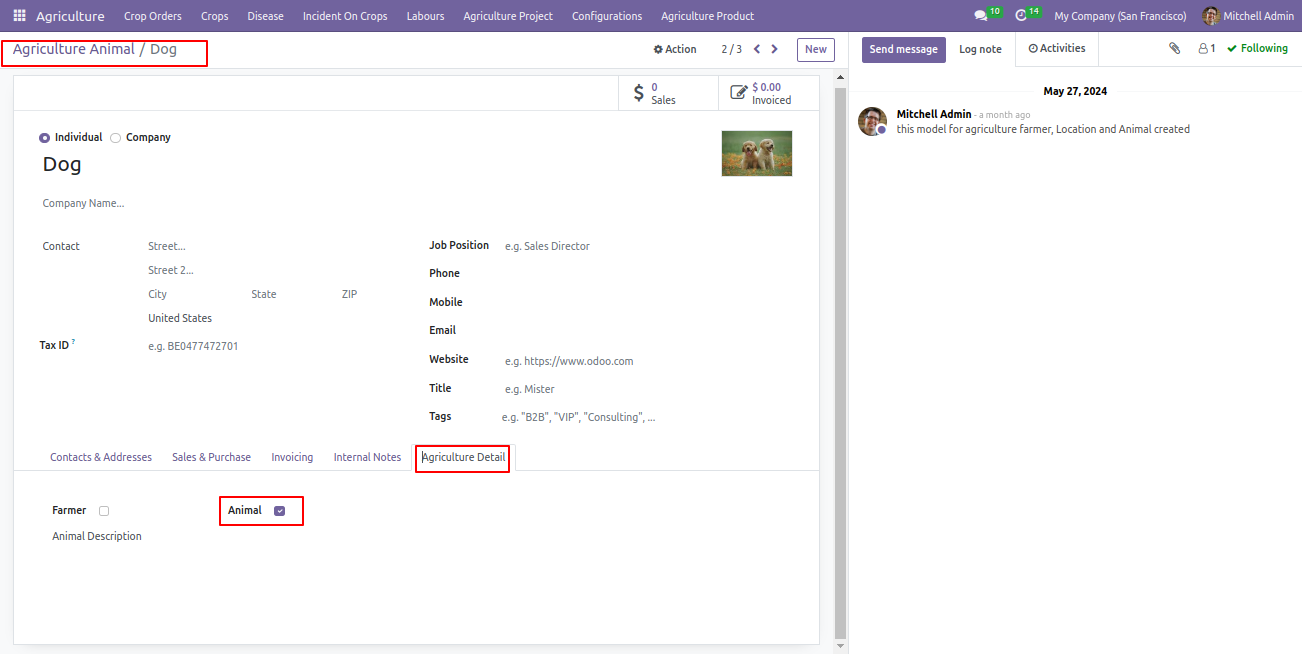 Agriculture Crop Orders Crops Disease Incident On Crops Labours Agriculture Project Configurations Agriculture Product 10 14 My Company (San Francisco) Mitchell Admin
Agriculture Animal / Dog
Action 2 / 3 New
Send message Log note Activities 1 Following
0
Sales
$ 0.00
Invoiced
Individual Company
Dog
Company Name...
Contact
Street...
Street 2...
City State ZIP
United States
Tax ID ?
e.g. BE0477472701
Job Position e.g. Sales Director
Phone
Mobile
Email
Website e.g. https://www.odoo.com
Title e.g. Mister
Tags e.g. "B2B", "VIP", "Consulting", ...
Contacts & Addresses Sales & Purchase Invoicing Internal Notes Agriculture Detail
Farmer Animal
Animal Description
May 27, 2024
Mitchell Admin - a month ago
this model for agriculture farmer, Location and Animal created